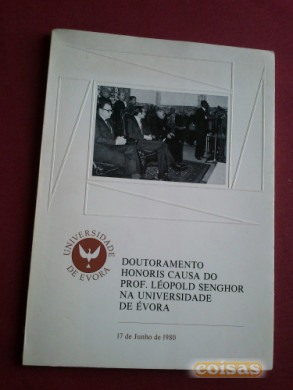 UNIVERSIDADE
DE ÉVORA
DOUTORAMENTO
HONORIS CAUSA DO
PROF. LÉOPOLD SENGHOR
NA UNIVERSIDADE
DE ÉVORA
17 de Junho de 1980
coisas